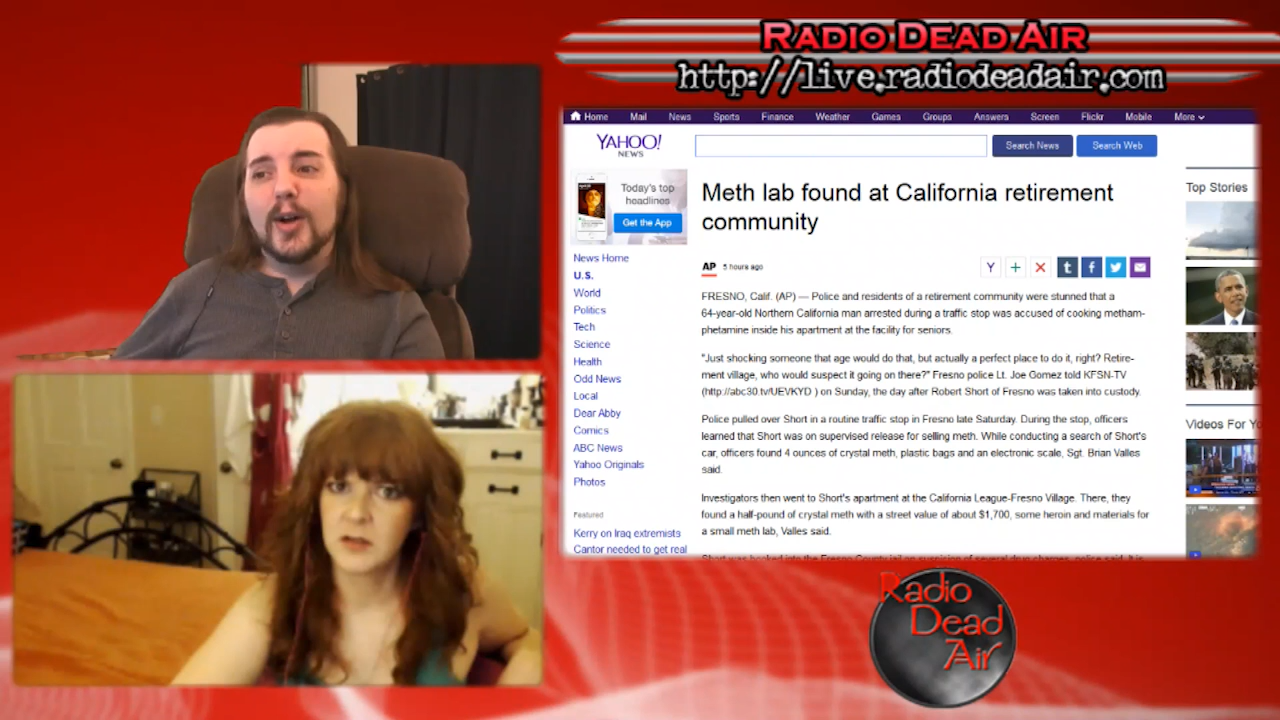 Radio Dead Air
http://live.radiodeadair.com
Home Mail News Sports Finance Weather Games Groups Answers Screen Flickr Mobile More
YAHOO!
NEWS
Search News
Search Web
Today's top
headlines
Get the App
News Home
U.S.
World
Politics
Tech
Science
Health
Odd News
Local
Dear Abby
Comics
ABC News
Yahoo Originals
Photos
Featured
Kerry on Iraq extremists
Cantor needed to get real
Meth lab found at California retirement
community
AP 5 hours ago
Y + t f
FRESNO, Calif. (AP) — Police and residents of a retirement community were stunned that a
64-year-old Northern California man arrested during a traffic stop was accused of cooking metham-
phetamine inside his apartment at the facility for seniors.
"Just shocking someone that age would do that, but actually a perfect place to do it, right? Retire-
ment village, who would suspect it going on there?" Fresno police Lt. Joe Gomez told KFSN-TV
(http://abc30.tv/UEVKYD ) on Sunday, the day after Robert Short of Fresno was taken into custody.
Police pulled over Short in a routine traffic stop in Fresno late Saturday. During the stop, officers
learned that Short was on supervised release for selling meth. While conducting a search of Short's
car, officers found 4 ounces of crystal meth, plastic bags and an electronic scale, Sgt. Brian Valles
said.
Investigators then went to Short's apartment at the California League-Fresno Village. There, they
found a half-pound of crystal meth with a street value of about $1,700, some heroin and materials for
a small meth lab, Valles said.
Top Stories
Videos For Yo
Radio
Dead
Air